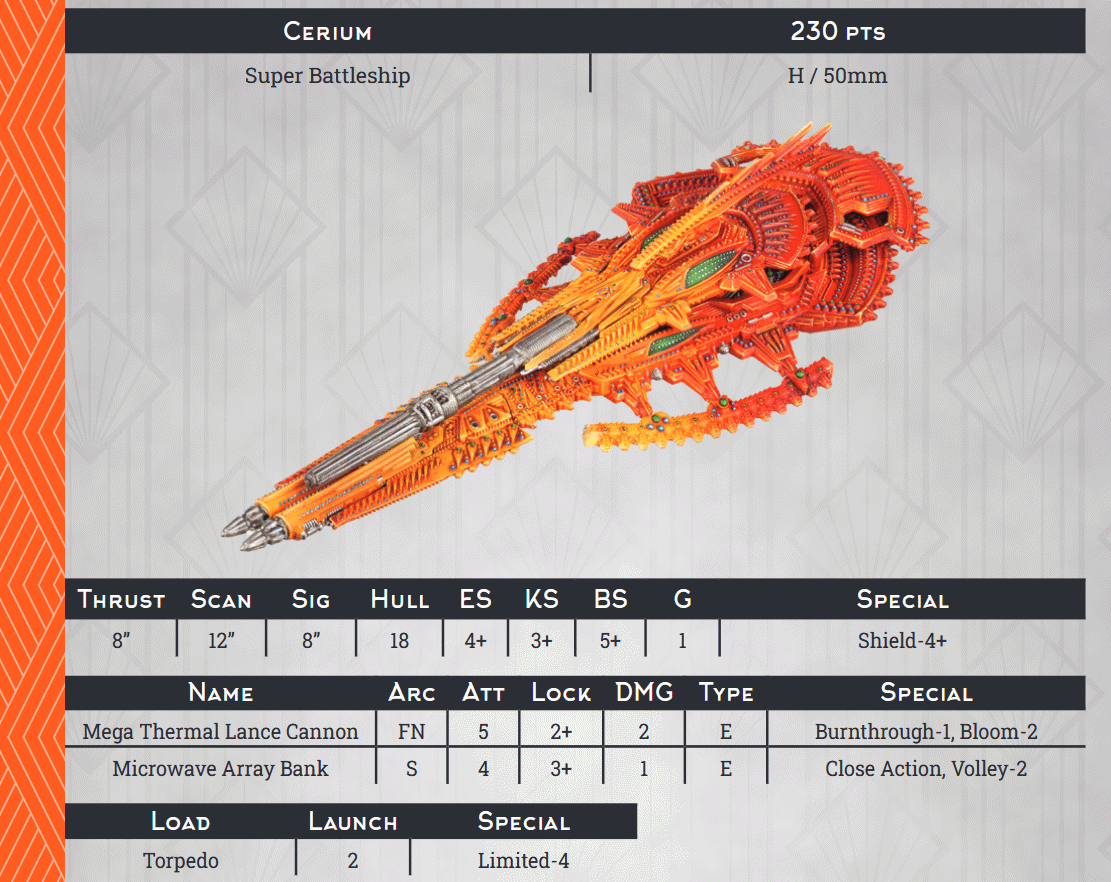 Cerium 230 pts
Super Battleship H / 50mm
Thrust Scan Sig Hull ES KS BS G Special
8” 12” 8” 18 4+ 3+ 5+ 1 Shield-4+
Name Arc Att Lock DMG Type Special
Mega Thermal Lance Cannon FN 5 2+ 2 E Burnthrough-1, Bloom-2
Microwave Array Bank S 4 3+ 1 E Close Action, Volley-2
Load Launch Special
Torpedo 2 Limited-4